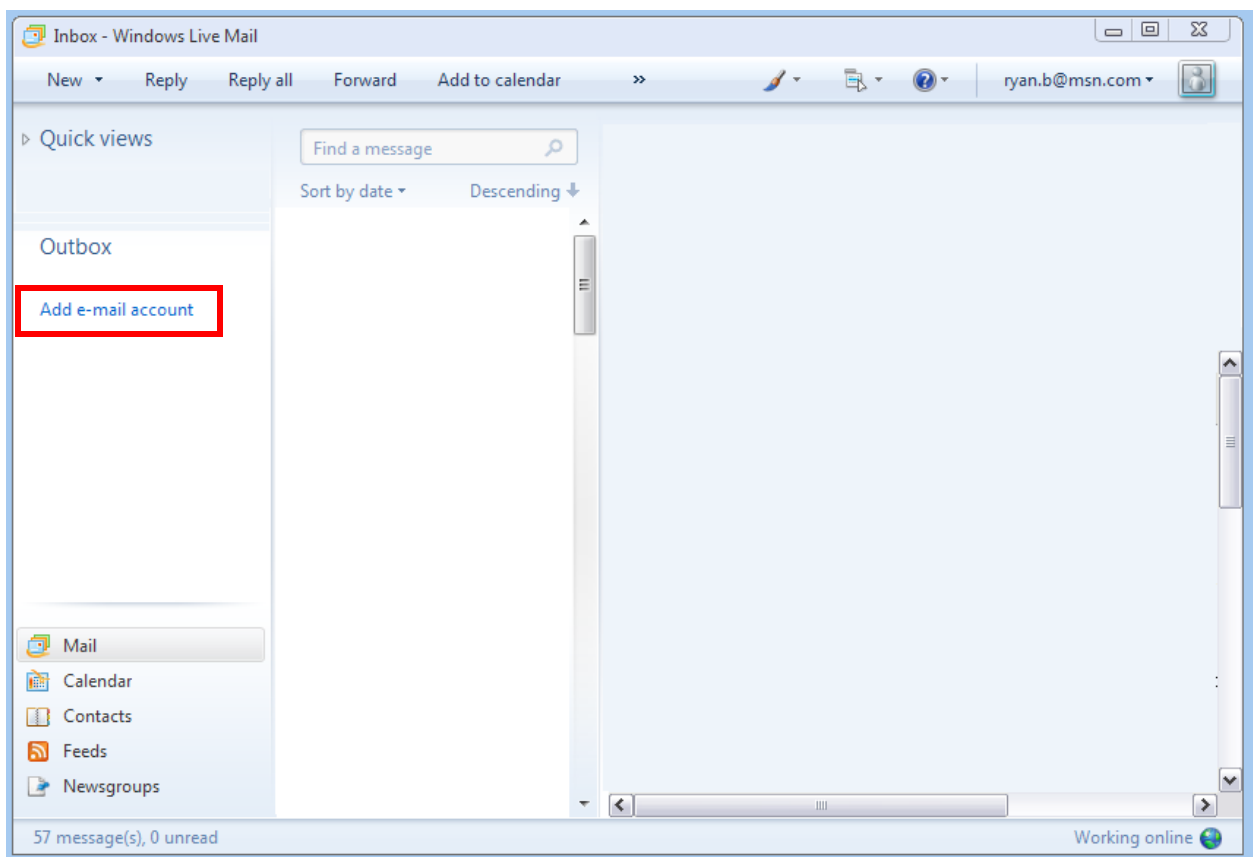 Inbox - Windows Live Mail
New Reply Reply all Forward Add to calendar » ryan.b@msn.com
Quick views
Find a message
Sort by date Descending
Outbox
Add e-mail account
Mail
Calendar
Contacts
Feeds
Newsgroups
57 message(s), 0 unread Working online